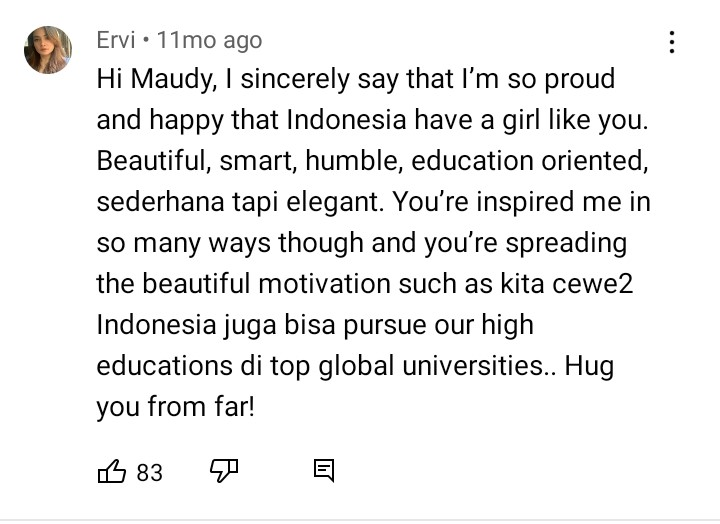 Ervi • 11mo ago
Hi Maudy, I sincerely say that I’m so proud
and happy that Indonesia have a girl like you.
Beautiful, smart, humble, education oriented,
sederhana tapi elegant. You’re inspired me in
so many ways though and you’re spreading
the beautiful motivation such as kita cewe2
Indonesia juga bisa pursue our high
educations di top global universities.. Hug
you from far!
83